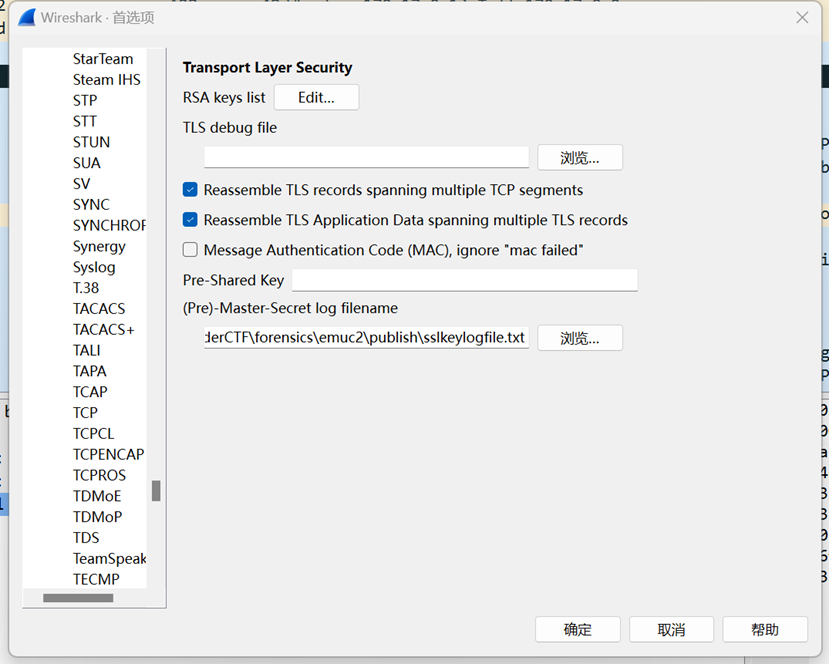 Wireshark · 首选项
StarTeam
Steam IHS
STP
STT
STUN
SUA
SV
SYNC
SYNCHROP
Synergy
Syslog
T.38
TACACS
TACACS+
TALI
TAPA
TCAP
TCP
TCPCL
TCPENCAP
TCPROS
TDMoE
TDMoP
TDS
TeamSpeak
TECMP
Transport Layer Security
RSA keys list Edit...
TLS debug file
浏览...
Reassemble TLS records spanning multiple TCP segments
Reassemble TLS Application Data spanning multiple TLS records
Message Authentication Code (MAC), ignore "mac failed"
Pre-Shared Key
(Pre)-Master-Secret log filename
derCTF\forensics\emuc2\publish\sslkeylogfile.txt 浏览...
确定 取消 帮助